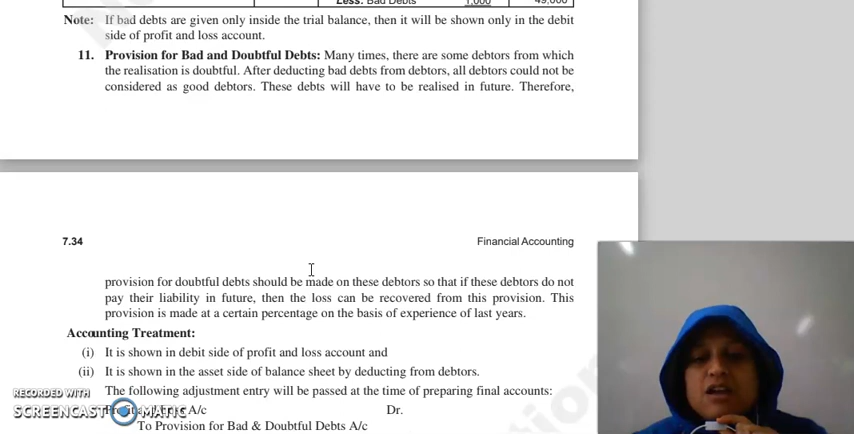 Less: Bad Debts 1,000 49,000
Note: If bad debts are given only inside the trial balance, then it will be shown only in the debit
side of profit and loss account.
11. Provision for Bad and Doubtful Debts: Many times, there are some debtors from which
the realisation is doubtful. After deducting bad debts from debtors, all debtors could not be
considered as good debtors. These debts will have to be realised in future. Therefore,
7.34 Financial Accounting
provision for doubtful debts should be made on these debtors so that if these debtors do not
pay their liability in future, then the loss can be recovered from this provision. This
provision is made at a certain percentage on the basis of experience of last years.
Accounting Treatment:
(i) It is shown in debit side of profit and loss account and
(ii) It is shown in the asset side of balance sheet by deducting from debtors.
The following adjustment entry will be passed at the time of preparing final accounts:
RECORDED WITH
SCREENCAST MATIC
A/c Dr.
To Provision for Bad & Doubtful Debts A/c